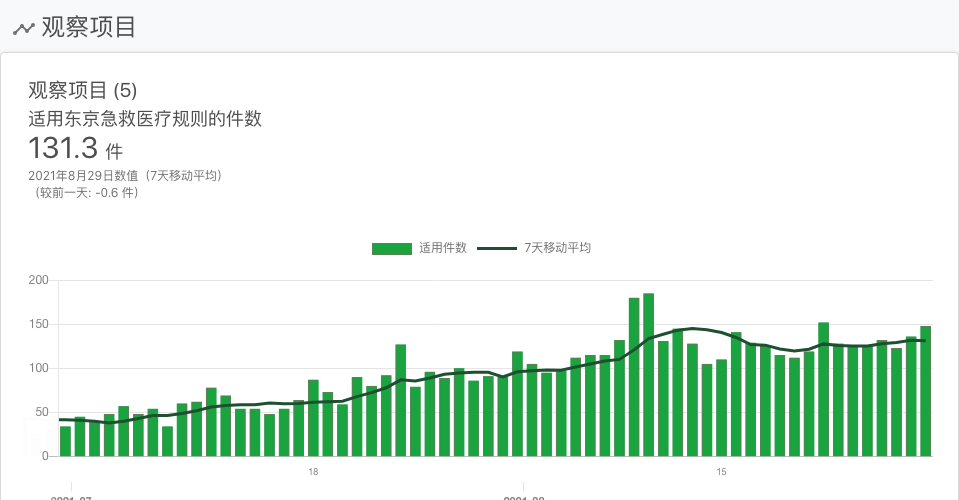 观察项目
观察项目 (5)
适用东京急救医疗规则的件数
131.3 件
2021年8月29日数值（7天移动平均）
（较前一天: -0.6 件）
适用件数 7天移动平均
200
150
100
50
0
18 15